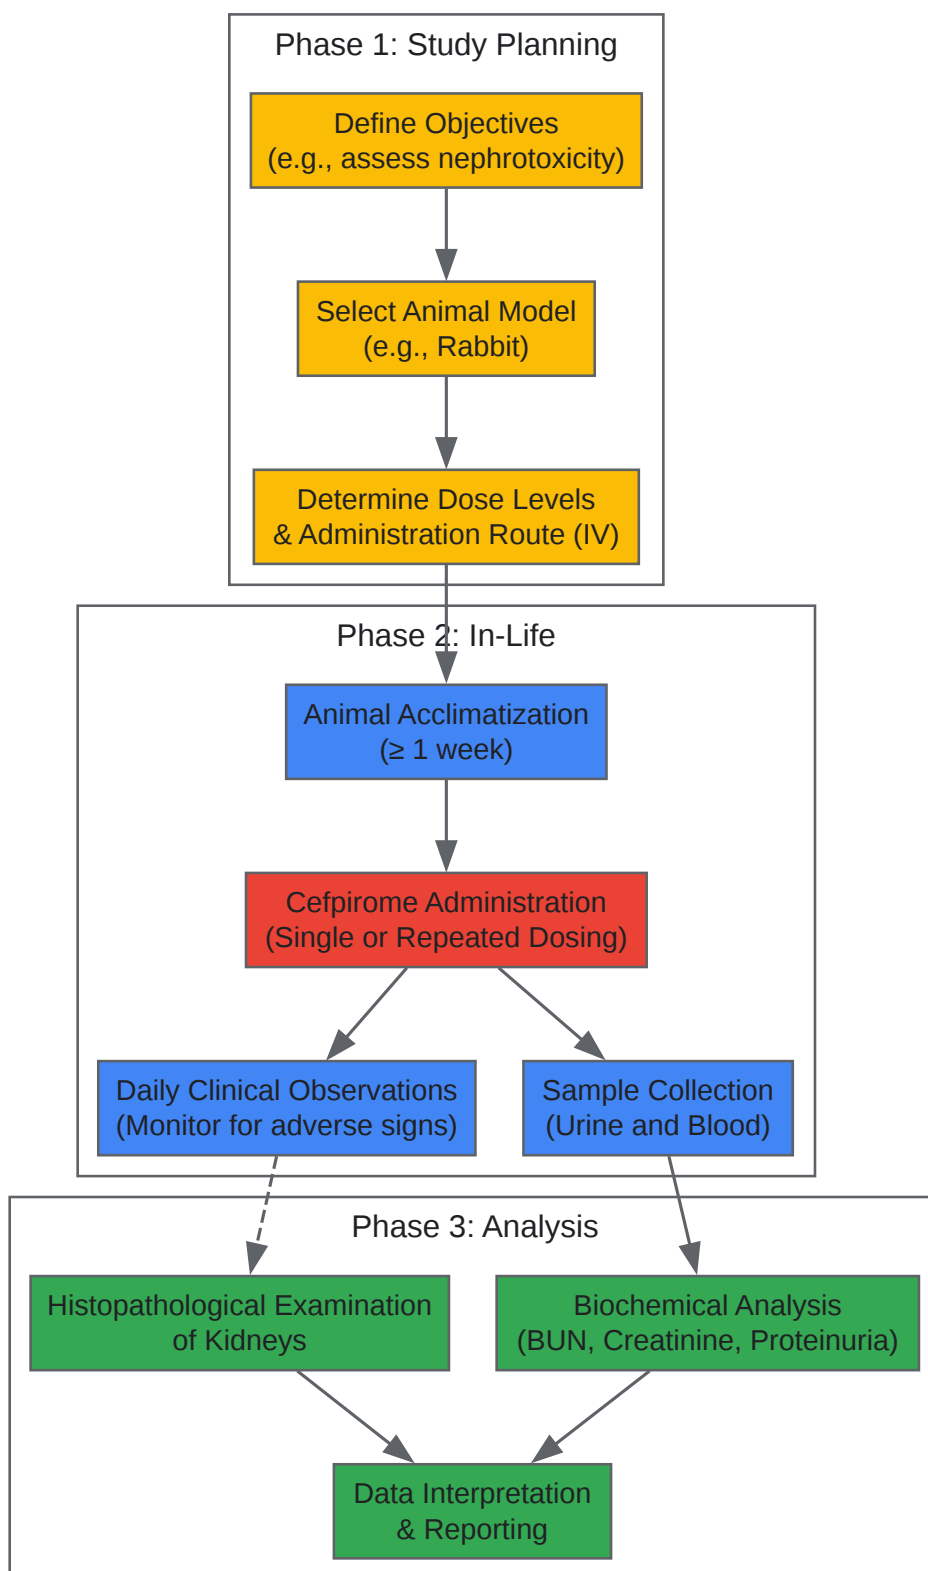 Phase 1: Study Planning
Define Objectives
(e.g., assess nephrotoxicity)
Select Animal Model
(e.g., Rabbit)
Determine Dose Levels
& Administration Route (IV)
Phase 2: In-Life
Animal Acclimatization
(≥ 1 week)
Cefpirome Administration
(Single or Repeated Dosing)
Daily Clinical Observations
(Monitor for adverse signs)
Sample Collection
(Urine and Blood)
Phase 3: Analysis
Histopathological Examination
of Kidneys
Biochemical Analysis
(BUN, Creatinine, Proteinuria)
Data Interpretation
& Reporting